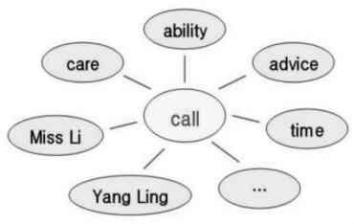 ability
care
advice
call
Miss Li
time
Yang Ling
...